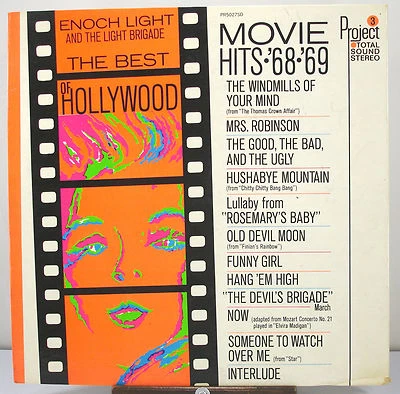 ENOCH LIGHT
AND THE LIGHT BRIGADE
THE BEST
OF HOLLYWOOD
PR5027SD
MOVIE
HITS·'68·'69
Project 3
TOTAL
SOUND
STEREO
THE WINDMILLS OF
YOUR MIND
(from "The Thomas Crown Affair")
MRS. ROBINSON
THE GOOD, THE BAD,
AND THE UGLY
HUSHABYE MOUNTAIN
(from "Chitty Chitty Bang Bang")
Lullaby from
"ROSEMARY'S BABY"
OLD DEVIL MOON
(from "Finian's Rainbow")
FUNNY GIRL
HANG 'EM HIGH
"THE DEVIL'S BRIGADE"
March
NOW (adapted from Mozart Concerto No. 21
played in "Elvira Madigan")
SOMEONE TO WATCH
OVER ME (from "Star")
INTERLUDE